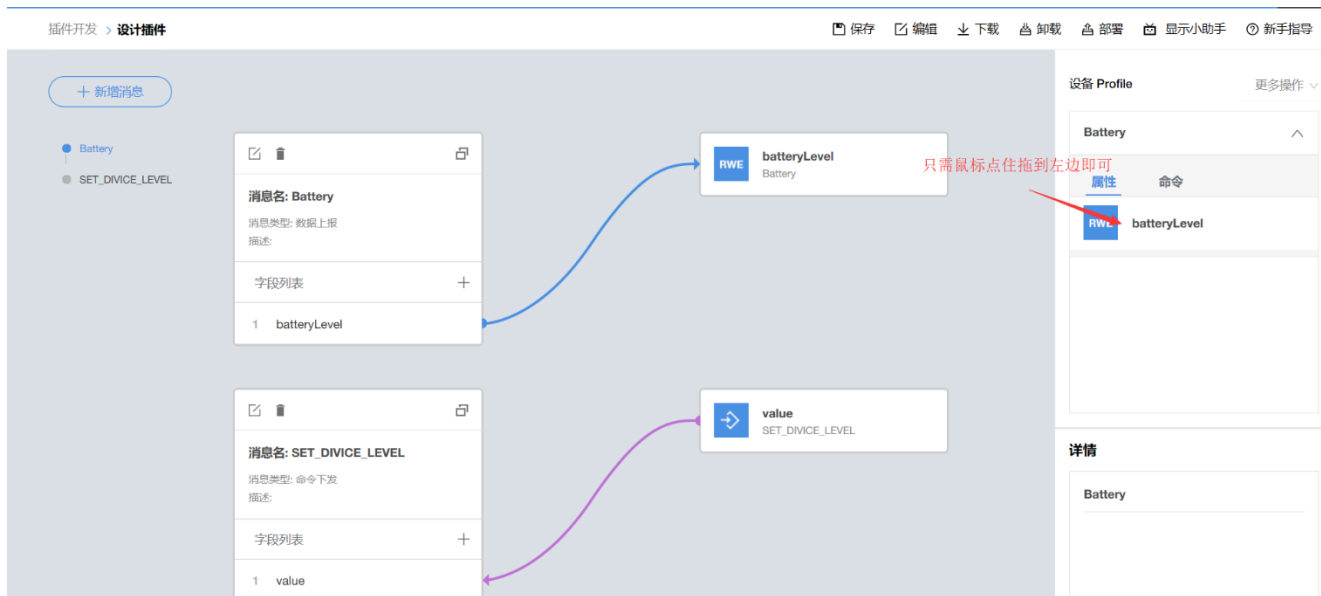 插件开发 > 设计插件
保存 编辑 下载 卸载 部署 显示小助手 新手指导
+ 新增消息
Battery
SET_DIVICE_LEVEL
消息名: Battery
消息类型: 数据上报
描述:
字段列表 +
1 batteryLevel
RWE batteryLevel
Battery
消息名: SET_DIVICE_LEVEL
消息类型: 命令下发
描述:
字段列表 +
1 value
value
SET_DIVICE_LEVEL
只需鼠标点住拖到左边即可
设备 Profile 更多操作
Battery
属性 命令
RWE batteryLevel
详情
Battery